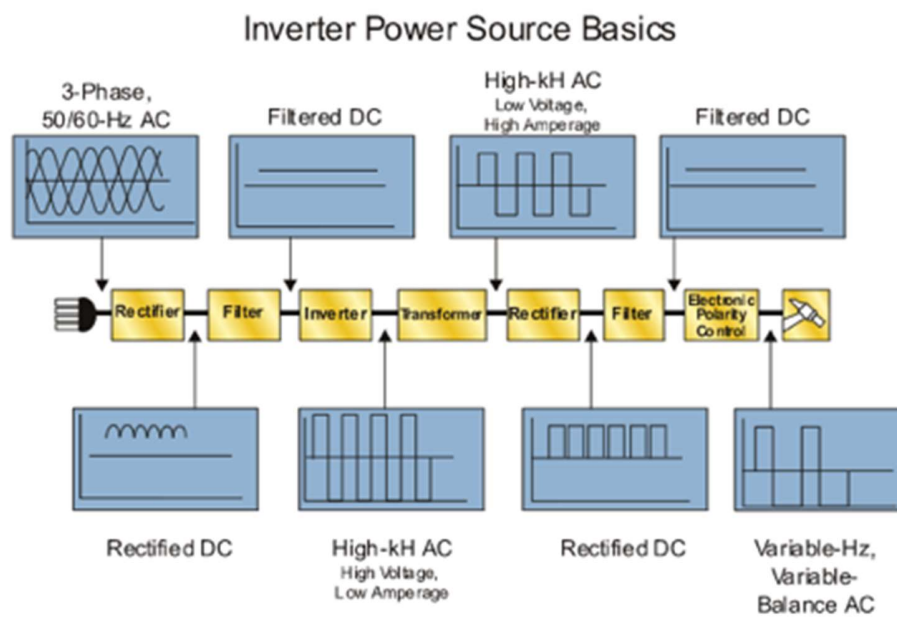 Inverter Power Source Basics
3-Phase,
50/60-Hz AC
Filtered DC
High-kH AC
Low Voltage,
High Amperage
Filtered DC
Rectifier
Filter
Inverter
Transformer
Rectifier
Filter
Electronic
Polarity
Control
Rectified DC
High-kH AC
High Voltage,
Low Amperage
Rectified DC
Variable-Hz,
Variable-
Balance AC